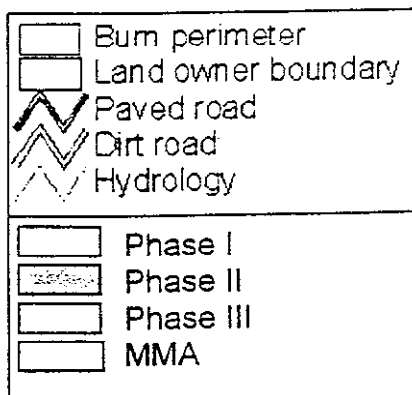 Burn perimeter
Land owner boundary
Paved road
Dirt road
Hydrology
Phase I
Phase II
Phase III
MMA